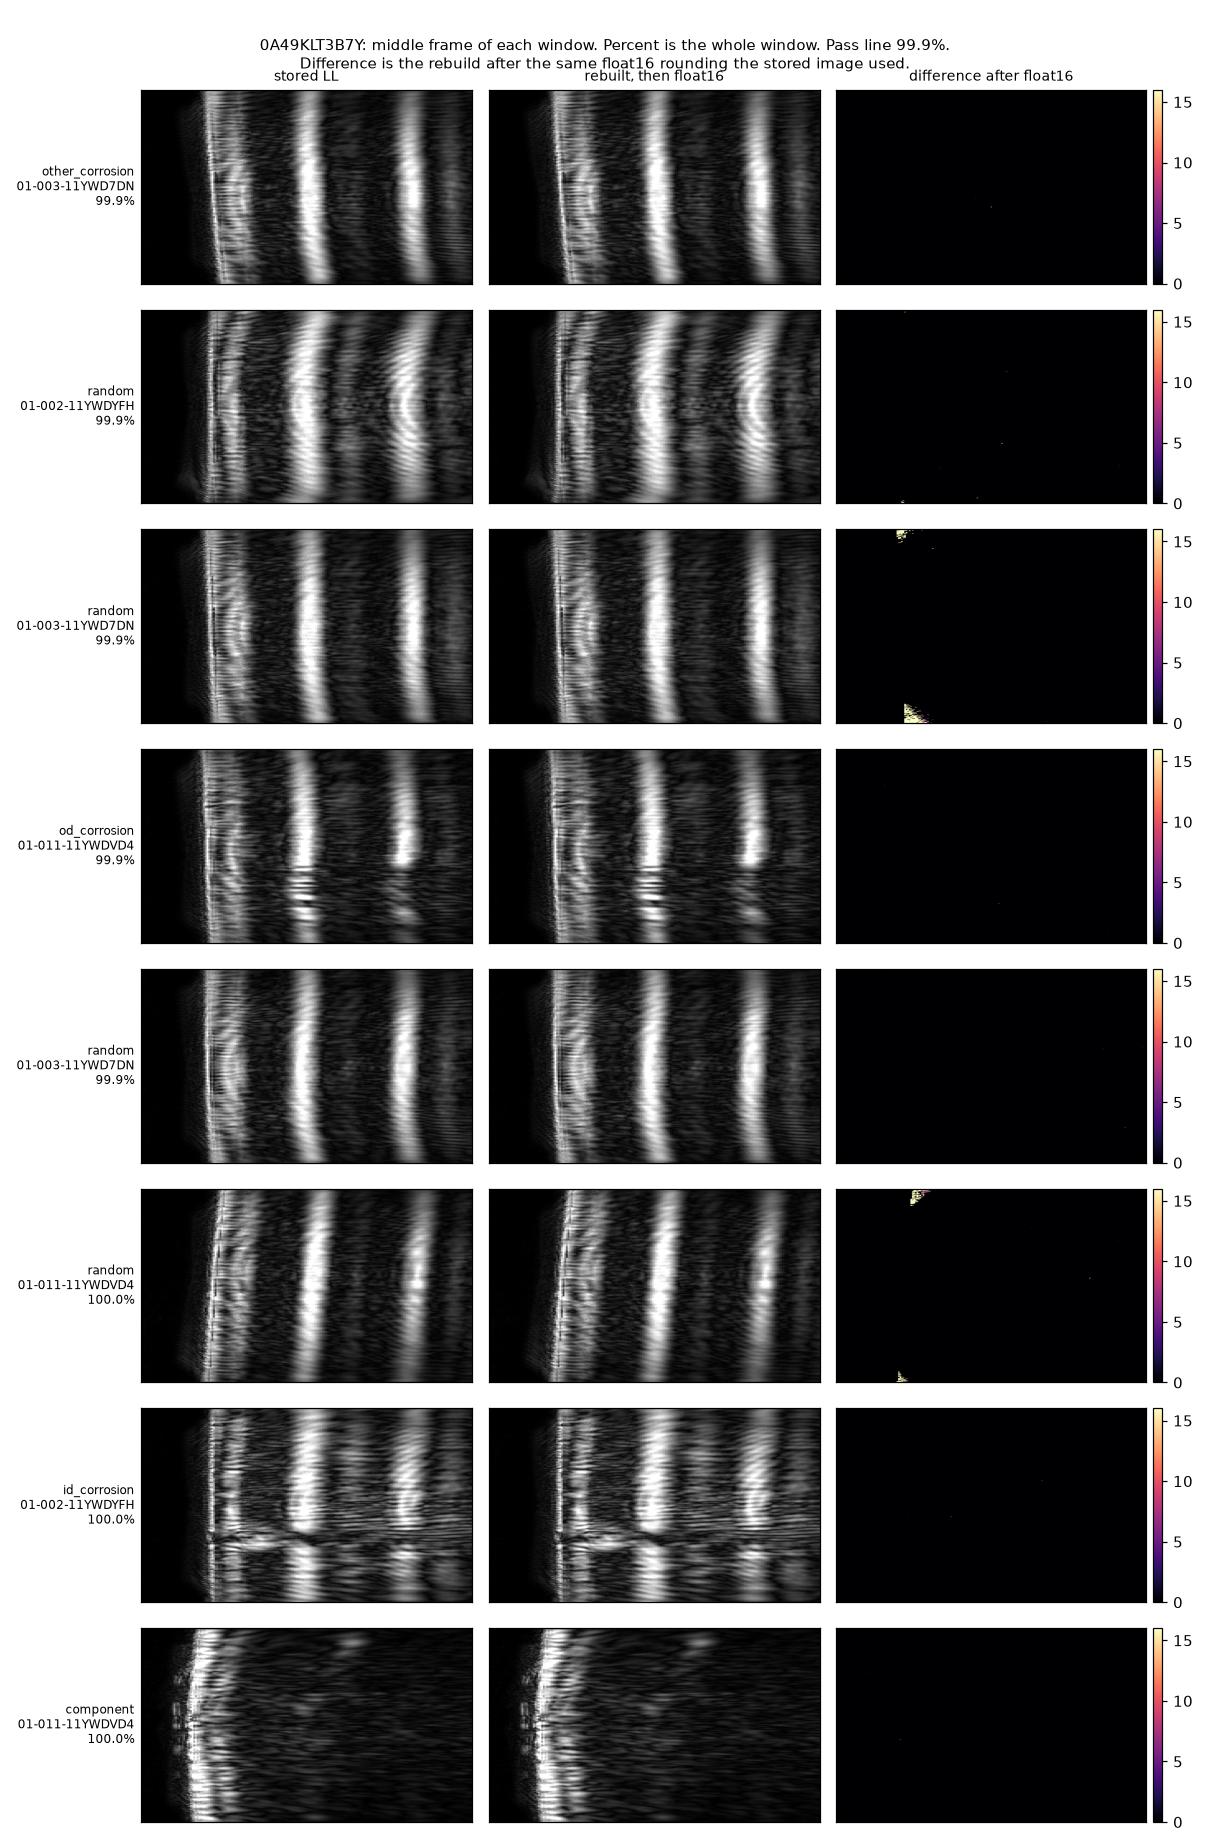 0A49KLT3B7Y: middle frame of each window. Percent is the whole window. Pass line 99.9%.
Difference is the rebuild after the same float16 rounding the stored image used.
stored LL
rebuilt, then float16
difference after float16
other_corrosion
01-003-11YWD7DN
99.9%
15
10
5
0
random
01-002-11YWDYFH
99.9%
15
10
5
0
random
01-003-11YWD7DN
99.9%
15
10
5
0
od_corrosion
01-011-11YWDVD4
99.9%
15
10
5
0
random
01-003-11YWD7DN
99.9%
15
10
5
0
random
01-011-11YWDVD4
100.0%
15
10
5
0
id_corrosion
01-002-11YWDYFH
100.0%
15
10
5
0
component
01-011-11YWDVD4
100.0%
15
10
5
0